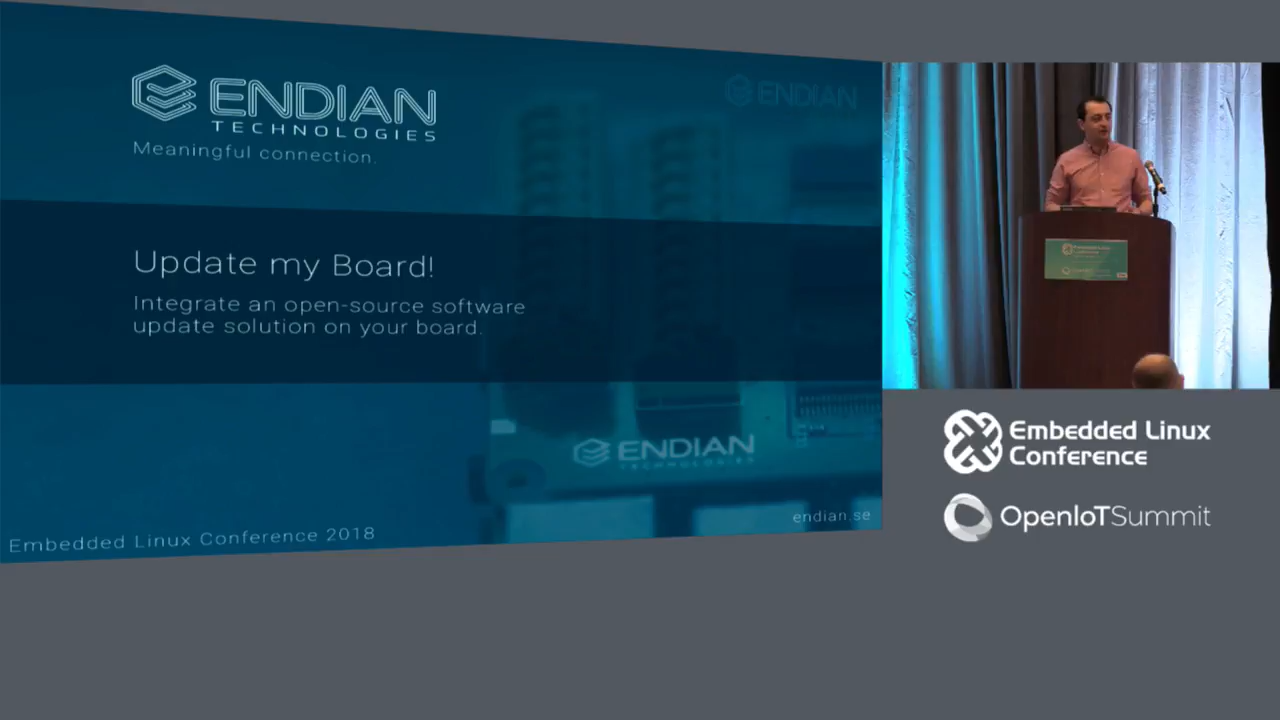 ENDIAN
TECHNOLOGIES
Meaningful connection.
ENDIAN
Update my Board!
Integrate an open-source software
update solution on your board.
ENDIAN
TECHNOLOGIES
endian.se
Embedded Linux Conference 2018
Embedded Linux
Conference
OpenIoTSummit